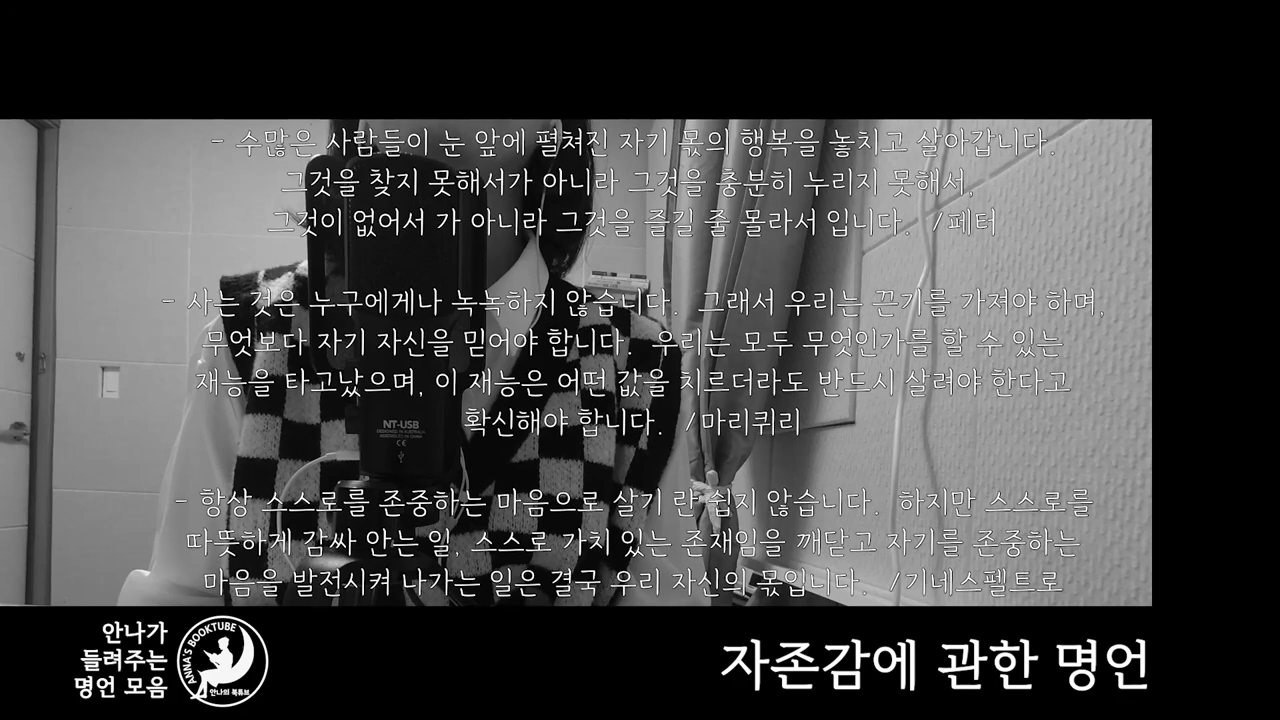 - 수많은 사람들이 눈 앞에 펼쳐진 자기 몫의 행복을 놓치고 살아갑니다.
그것을 찾지 못해서가 아니라 그것을 충분히 누리지 못해서,
그것이 없어서 가 아니라 그것을 즐길 줄 몰라서 입니다. /페터
- 사는 것은 누구에게나 녹녹하지 않습니다. 그래서 우리는 끈기를 가져야 하며,
무엇보다 자기 자신을 믿어야 합니다. 우리는 모두 무엇인가를 할 수 있는
재능을 타고났으며, 이 재능은 어떤 값을 치르더라도 반드시 살려야 한다고
확신해야 합니다. /마리퀴리
NT-USB
DESIGNED IN AUSTRALIA
ASSEMBLED IN CHINA
CE
- 항상 스스로를 존중하는 마음으로 살기 란 쉽지 않습니다. 하지만 스스로를
따뜻하게 감싸 안는 일, 스스로 가치 있는 존재임을 깨닫고 자기를 존중하는
마음을 발전시켜 나가는 일은 결국 우리 자신의 몫입니다. /기네스펠트로
안나가
들려주는
명언 모음
ANNA'S BOOKTUBE
안나의 북튜브
자존감에 관한 명언